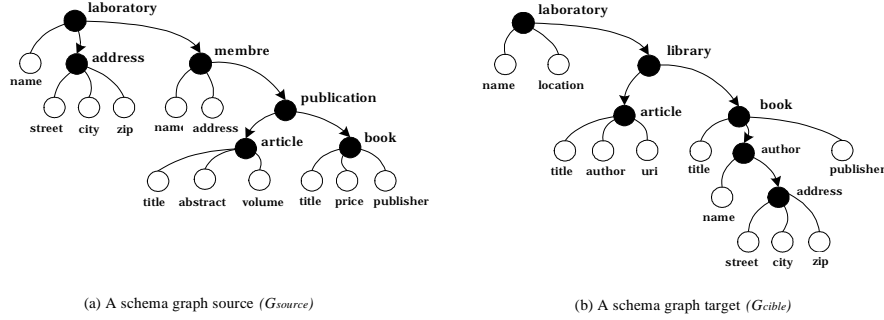 laboratory
address
membre
name
publication
street city zip
name address
article
book
title abstract volume title price publisher
(a) A schema graph source (Gsource)
laboratory
library
name location
article
book
title author uri title
author
publisher
name
address
street city zip
(b) A schema graph target (Gcible)